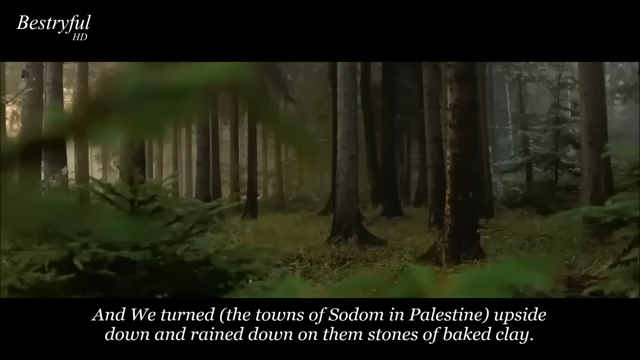 Bestryful
HD
And We turned (the towns of Sodom in Palestine) upside
down and rained down on them stones of baked clay.